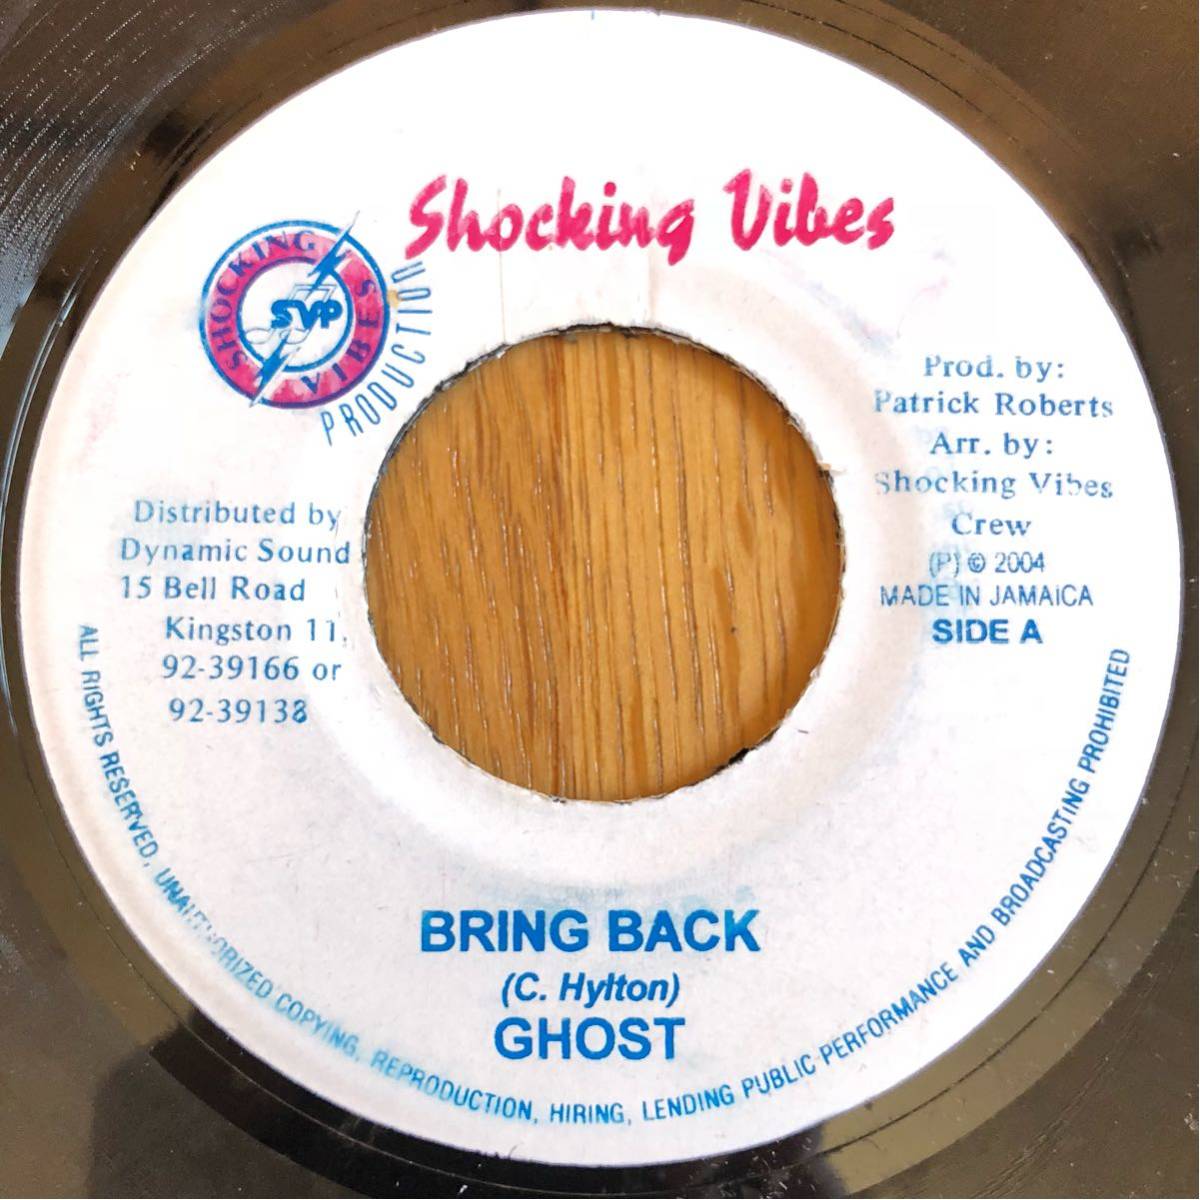 Shocking Vibes
SHOCKING VIBES
SVP
PRODUCTION
Prod. by:
Patrick Roberts
Arr. by:
Shocking Vibes
Crew
(P) © 2004
MADE IN JAMAICA
SIDE A
Distributed by
Dynamic Sound
15 Bell Road
Kingston 11,
92-39166 or
92-39138
BRING BACK
(C. Hylton)
GHOST
ALL RIGHTS RESERVED, UNAUTHORIZED COPYING, REPRODUCTION, HIRING, LENDING PUBLIC PERFORMANCE AND BROADCASTING PROHIBITED